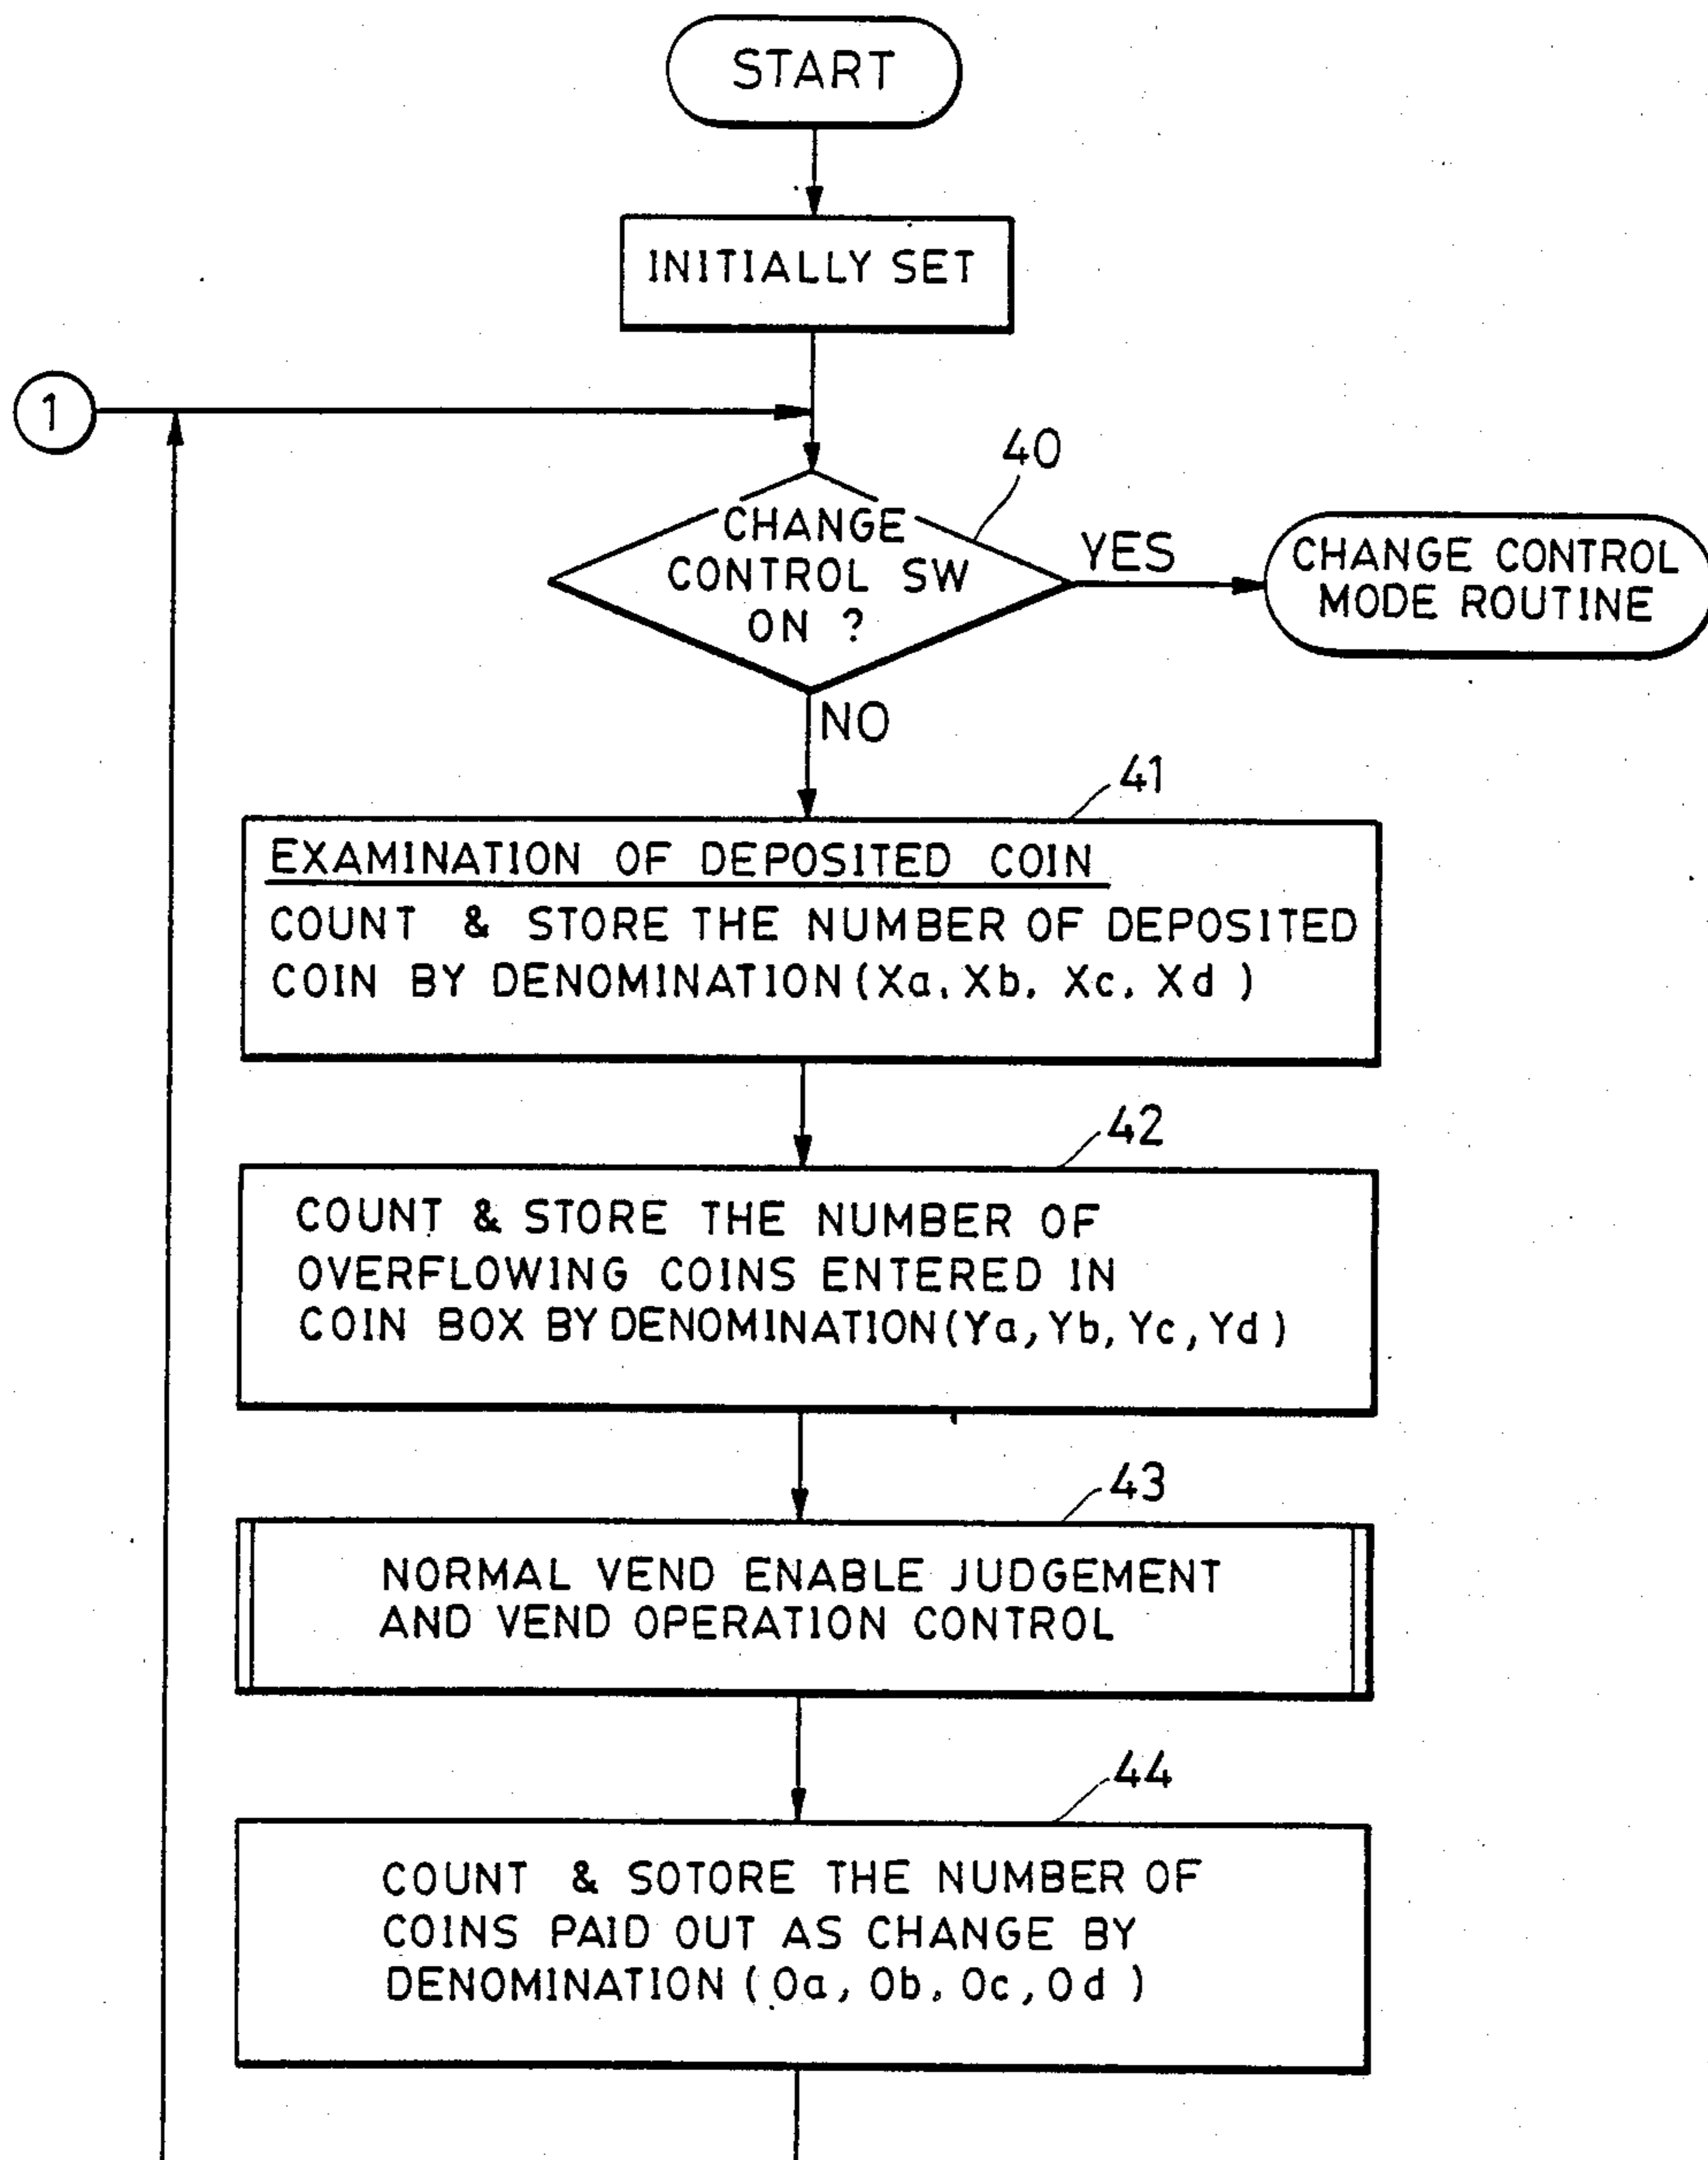 START
INITIALLY SET
1
40
CHANGE
CONTROL SW
ON ?
YES
CHANGE CONTROL
MODE ROUTINE
NO
41
EXAMINATION OF DEPOSITED COIN
COUNT & STORE THE NUMBER OF DEPOSITED
COIN BY DENOMINATION (Xa, Xb, Xc, Xd)
42
COUNT & STORE THE NUMBER OF
OVERFLOWING COINS ENTERED IN
COIN BOX BY DENOMINATION (Ya, Yb, Yc, Yd)
43
NORMAL VEND ENABLE JUDGEMENT
AND VEND OPERATION CONTROL
44
COUNT & SOTORE THE NUMBER OF
COINS PAID OUT AS CHANGE BY
DENOMINATION (Oa, Ob, Oc, Od)